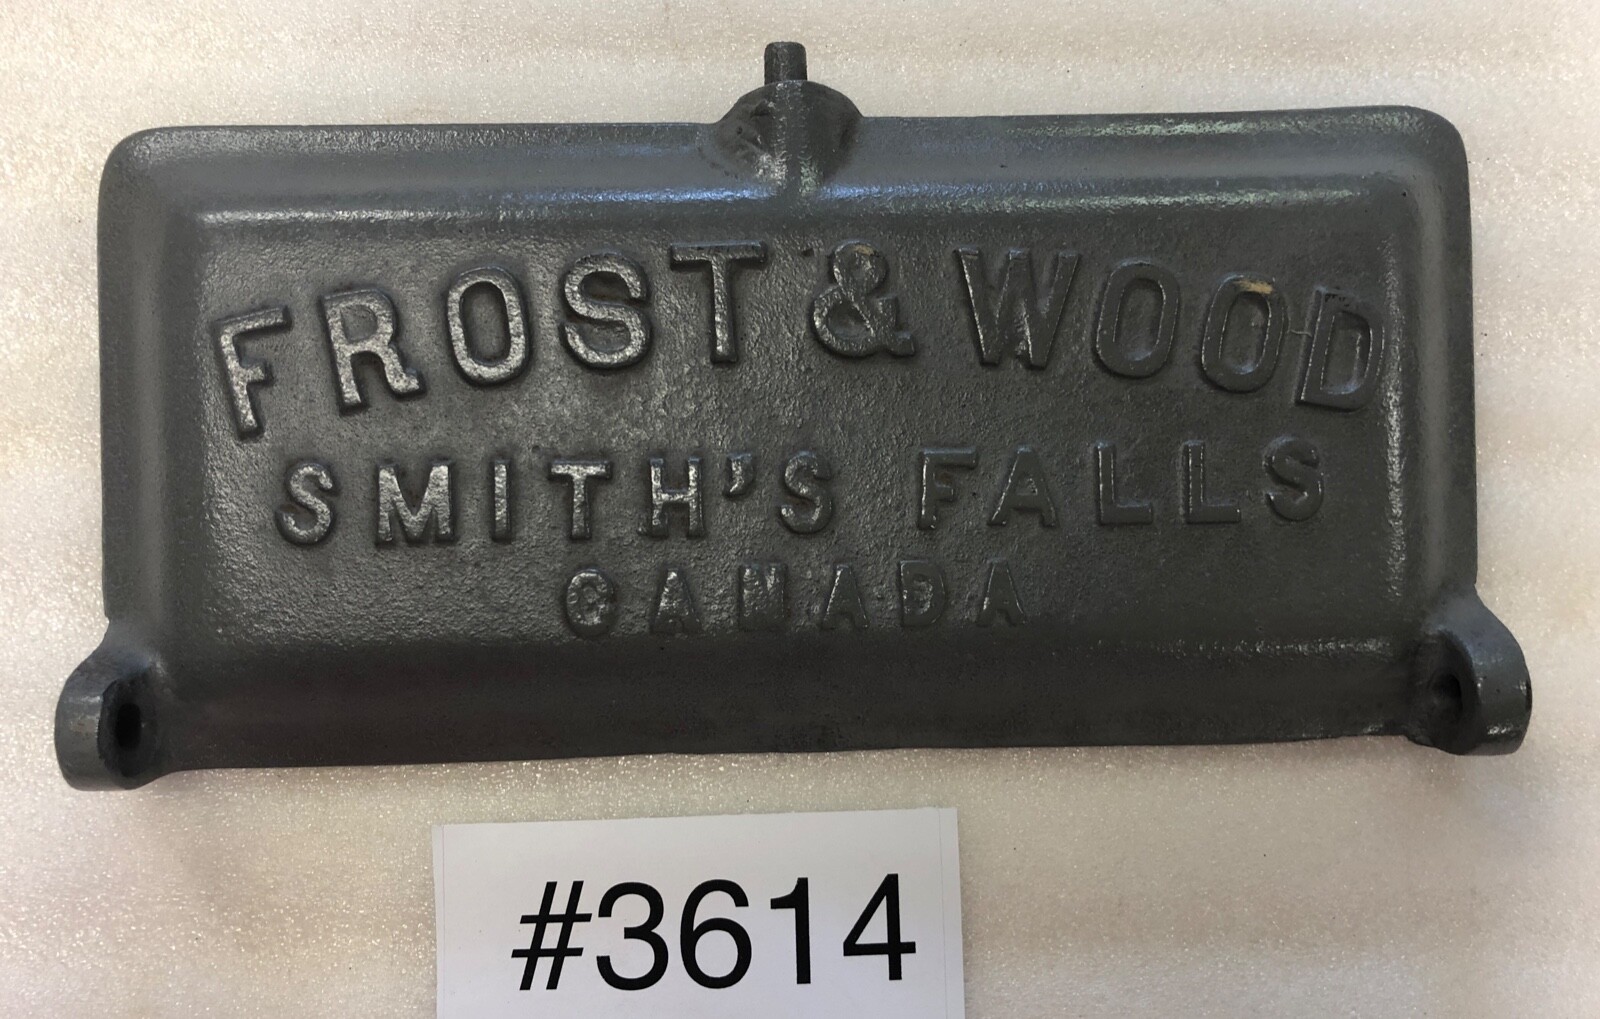 FROST & WOOD
SMITH'S FALLS
CANADA
#3614